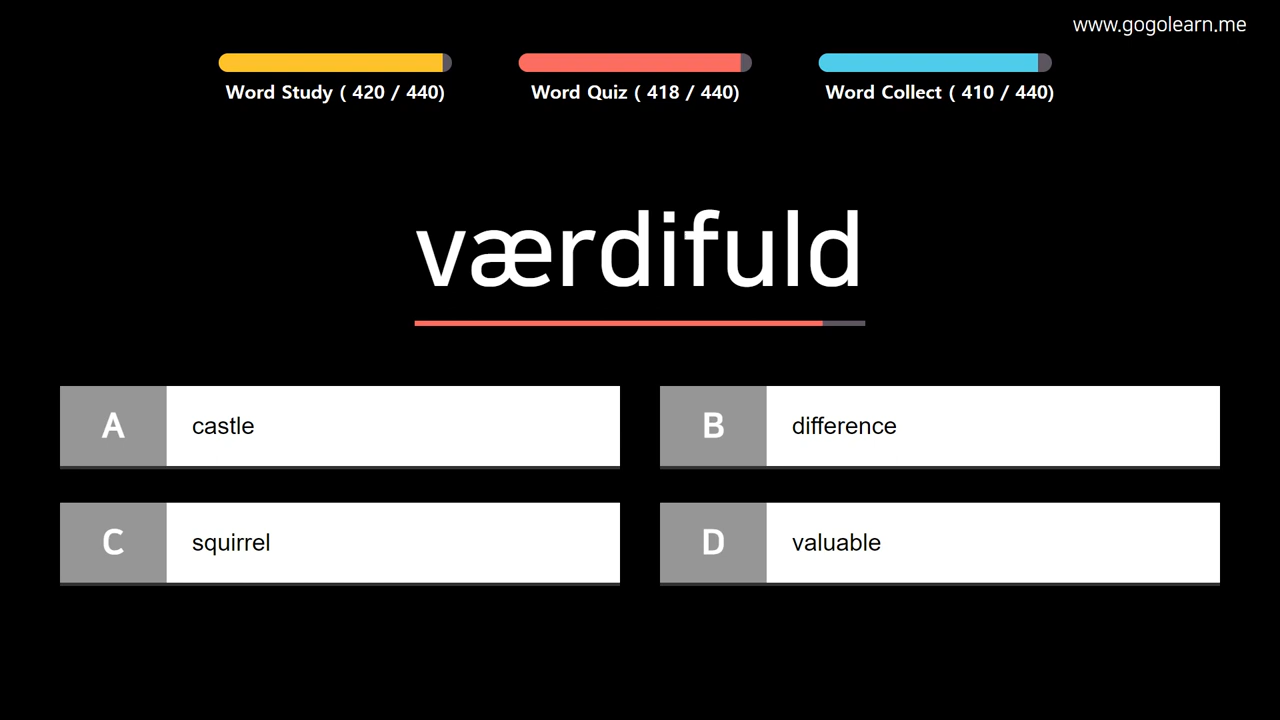 www.gogolearn.me
Word Study ( 420 / 440)
Word Quiz ( 418 / 440)
Word Collect ( 410 / 440)
værdifuld
A castle
B difference
C squirrel
D valuable